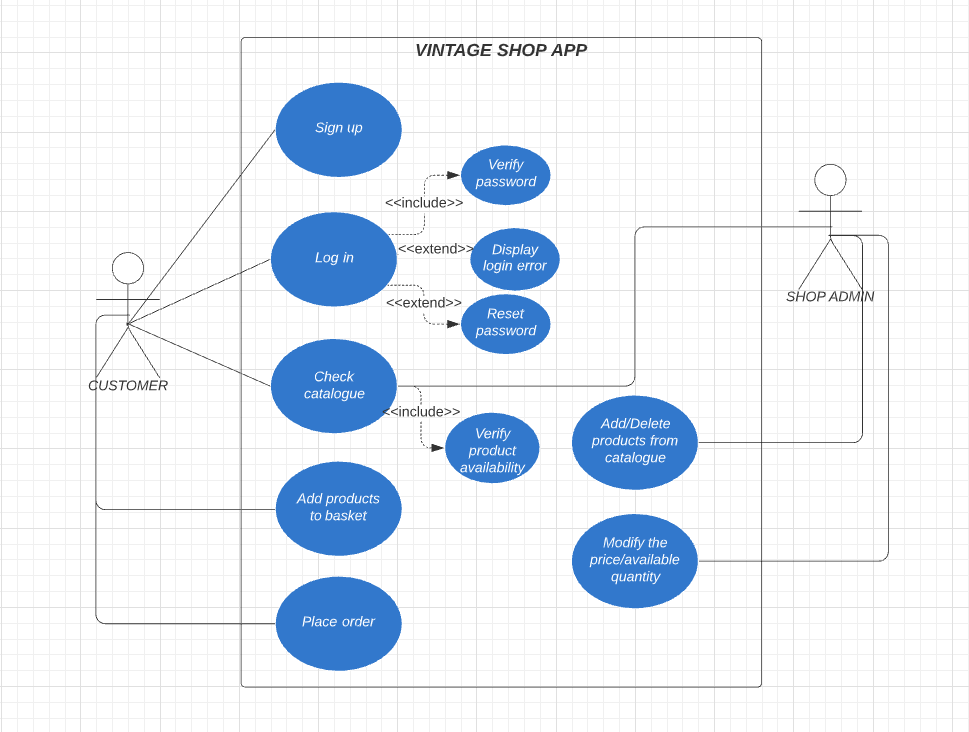 VINTAGE SHOP APP
Sign up
Verify
password
<<include>>
Log in
<<extend>>
Display
login error
<<extend>>
Reset
password
CUSTOMER
SHOP ADMIN
Check
catalogue
<<include>>
Verify
product
availability
Add/Delete
products from
catalogue
Add products
to basket
Modify the
price/available
quantity
Place order